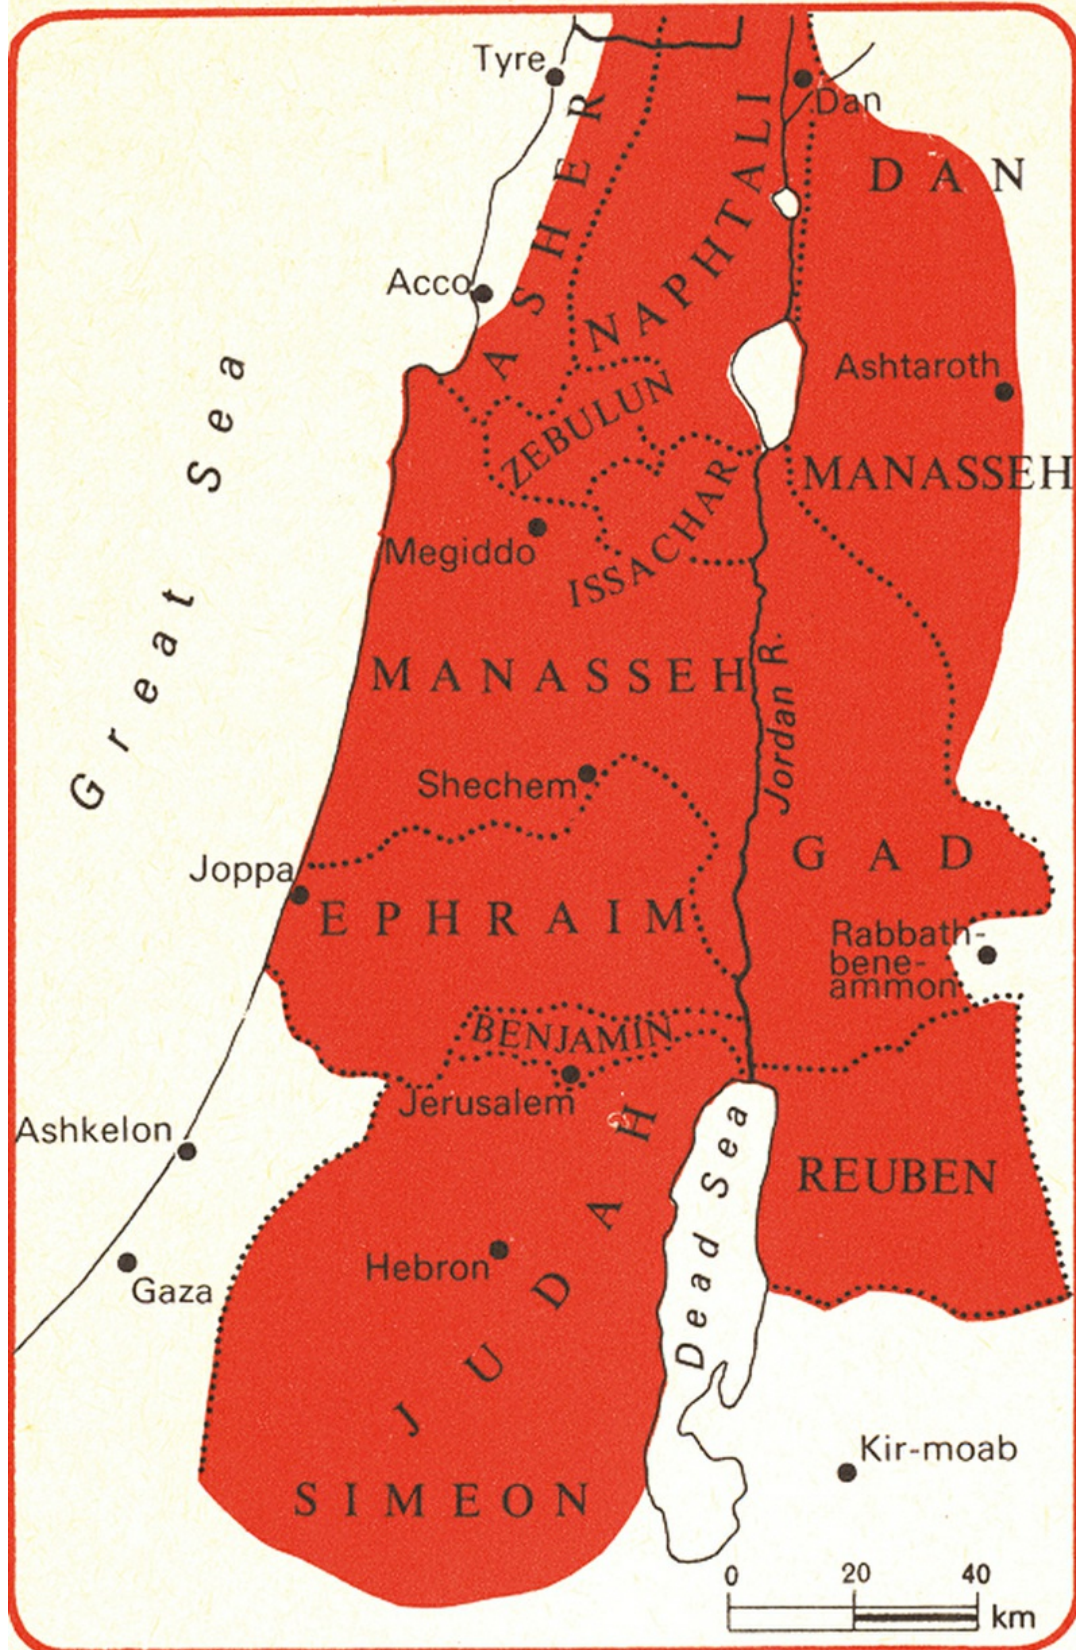 Tyre
Dan
ASHER
NAPHTALI
DAN
Acco
Ashtaroth
ZEBULUN
MANASSEH
Great Sea
Megiddo
ISSACHAR
MANASSEH
Jordan R.
Shechem
GAD
Joppa
EPHRAIM
Rabbath-
bene-
ammon
BENJAMIN
Jerusalem
Ashkelon
JUDAH
Dead Sea
REUBEN
Hebron
Gaza
Kir-moab
SIMEON
0 20 40
km